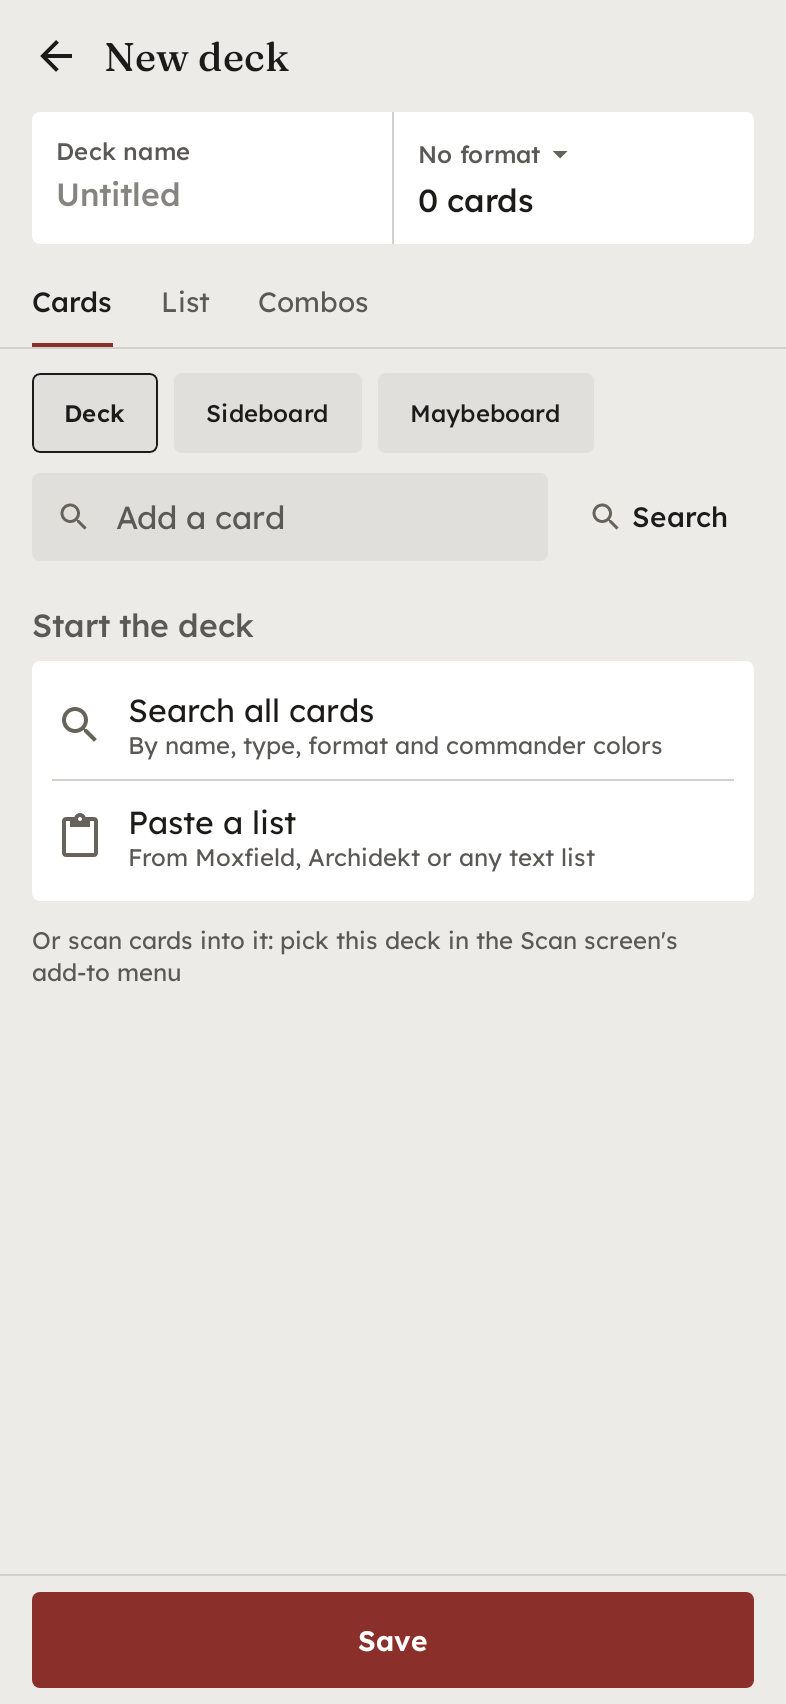 New deck
Deck name
Untitled
No format
0 cards
Cards
List
Combos
Deck
Sideboard
Maybeboard
Add a card
Search
Start the deck
Search all cards
By name, type, format and commander colors
Paste a list
From Moxfield, Archidekt or any text list
Or scan cards into it: pick this deck in the Scan screen's
add-to menu
Save